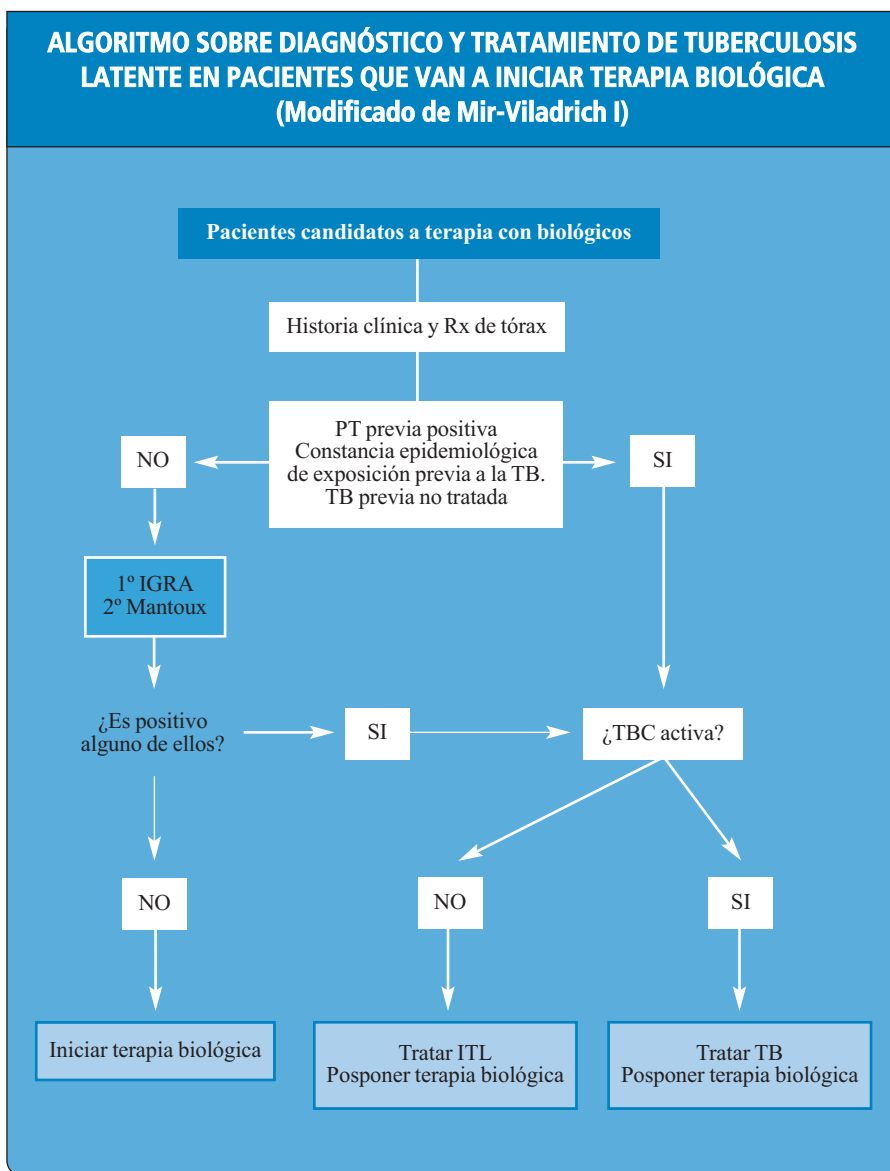 ALGORITMO SOBRE DIAGNÓSTICO Y TRATAMIENTO DE TUBERCULOSIS
LATENTE EN PACIENTES QUE VAN A INICIAR TERAPIA BIOLÓGICA
(Modificado de Mir-Viladrich I)
Pacientes candidatos a terapia con biológicos
Historia clínica y Rx de tórax
PT previa positiva
Constancia epidemiológica
de exposición previa a la TB.
TB previa no tratada
NO
SI
1º IGRA
2º Mantoux
¿Es positivo
alguno de ellos?
SI
¿TBC activa?
NO
NO
SI
Iniciar terapia biológica
Tratar ITL
Posponer terapia biológica
Tratar TB
Posponer terapia biológica